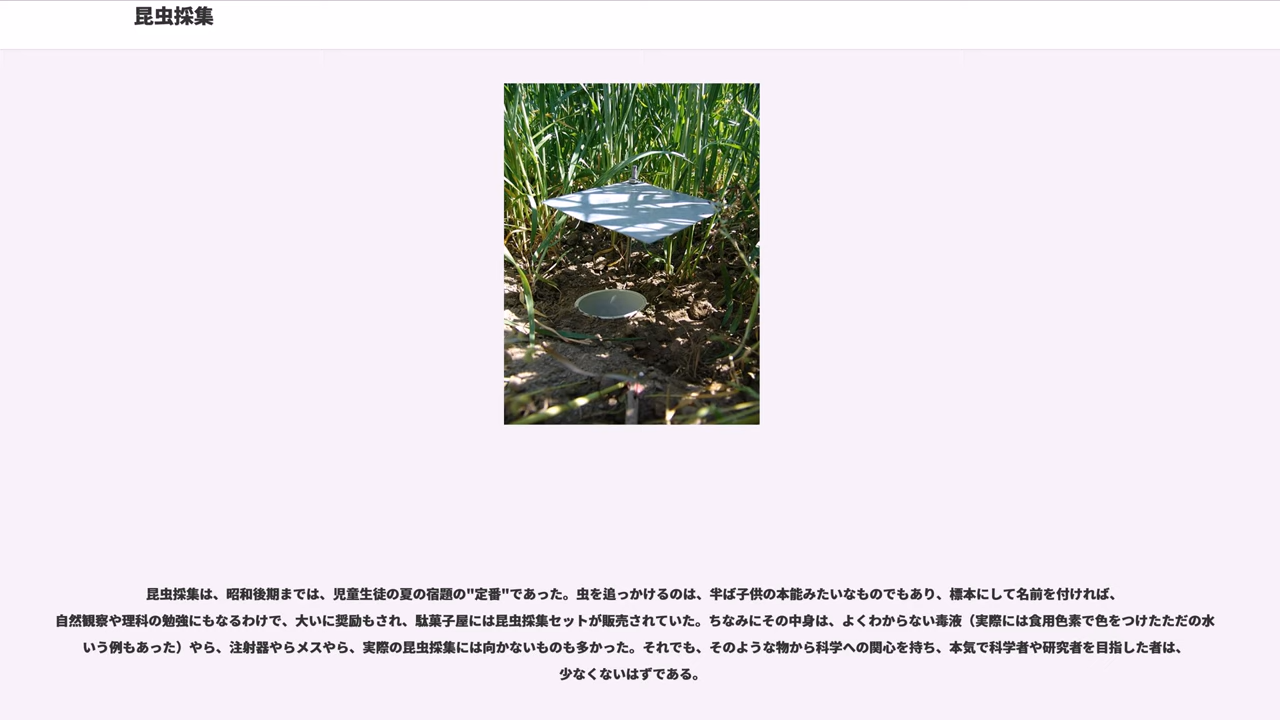 昆虫採集
昆虫採集は、昭和後期までは、児童生徒の夏の宿題の"定番"であった。虫を追っかけるのは、半ば子供の本能みたいなものでもあり、標本にして名前を付ければ、
自然観察や理科の勉強にもなるわけで、大いに奨励もされ、駄菓子屋には昆虫採集セットが販売されていた。ちなみにその中身は、よくわからない毒液（実際には食用色素で色をつけたただの水
いう例もあった）やら、注射器やらメスやら、実際の昆虫採集には向かないものも多かった。それでも、そのような物から科学への関心を持ち、本気で科学者や研究者を目指した者は、
少なくないはずである。